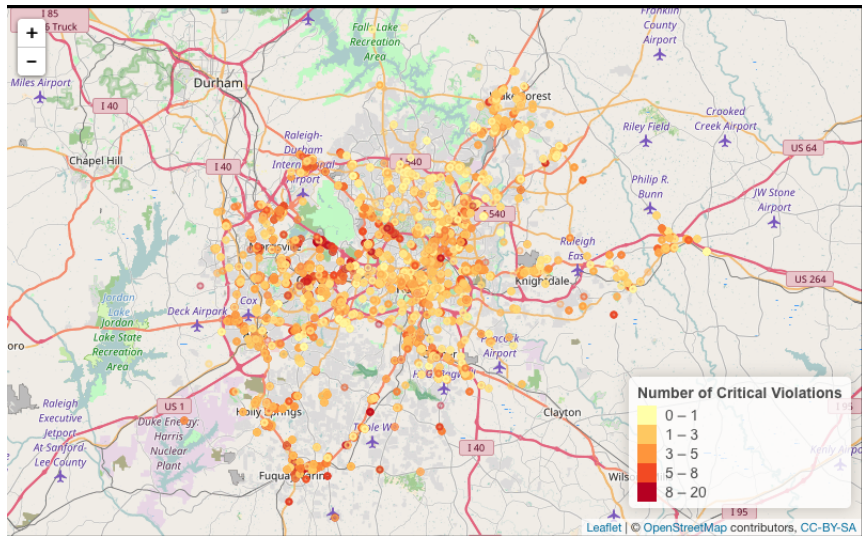 I 85
6 Truck
+
−
Falls Lake
Recreation
Area
Franklin
County
Airport
Durham
Miles Airport
I 40
Crooked
Creek Airport
Riley Field
Raleigh-
Durham
International
Airport
US 64
Chapel Hill
I 540
I 40
Philip R.
Bunn
JW Stone
Airport
540
Raleigh
East
Knightdale
US 264
Jordan
Lake
Jordan
Lake State
Recreation
Area
Deck Airpark
Cox
Airport
Number of Critical Violations
0 – 1
1 – 3
3 – 5
5 – 8
8 – 20
Raleigh
Executive
Jetport
At Sanford-
Lee County
US 1
Holly Springs
Duke Energy:
Harris
Nuclear
Plant
Clayton
I 95
I 40
I 95
Leaflet | © OpenStreetMap contributors, CC-BY-SA